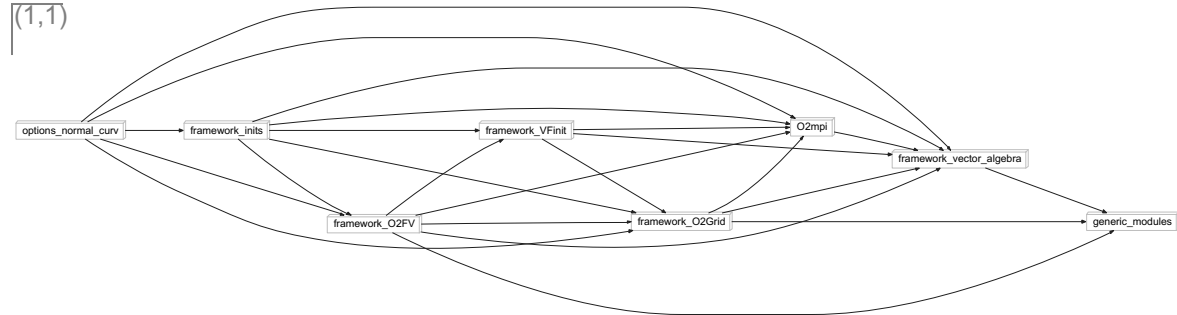 (1,1)
options_normal_curv
framework_inits
framework_VFinit
O2mpi
framework_vector_algebra
framework_O2FV
framework_O2Grid
generic_modules